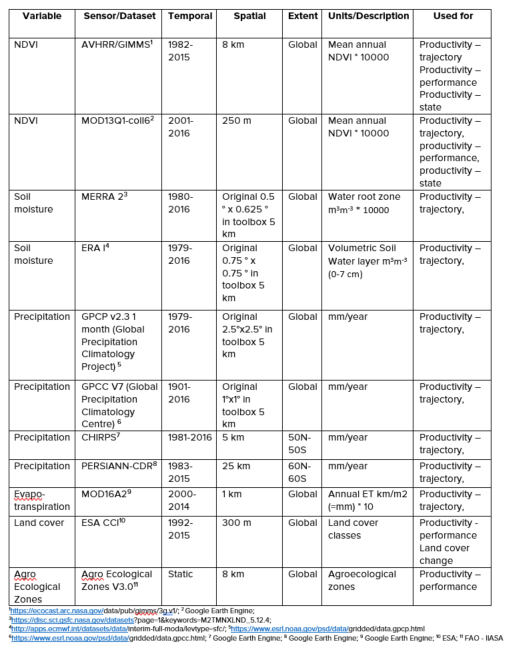 Variable Sensor/Dataset Temporal Spatial Extent Units/Description Used for
NDVI AVHRR/GIMMS¹ 1982- 8 km Global Mean annual Productivity –
2015 NDVI * 10000 trajectory
Productivity –
performance
Productivity –
state
NDVI MOD13Q1-coll6² 2001- 250 m Global Mean annual Productivity –
2016 NDVI * 10000 trajectory,
productivity –
performance,
productivity –
state
Soil MERRA 2³ 1980- Original 0.5 Global Water root zone Productivity –
moisture 2016 ° x 0.625 ° m³m⁻³ * 10000 trajectory,
in toolbox 5
km
Soil ERA I⁴ 1979- Original Global Volumetric Soil Productivity –
moisture 2016 0.75 ° x Water layer m³m⁻³ trajectory,
0.75 ° in (0-7 cm)
toolbox 5
km
Precipitation GPCP v2.3 1 1979- Original Global mm/year Productivity –
month (Global 2016 2.5°x2.5° in trajectory,
Precipitation toolbox 5
Climatology km
Project) ⁵
Precipitation GPCC V7 (Global 1901- Original Global mm/year Productivity –
Precipitation 2016 1°x1° in trajectory,
Climatology toolbox 5
Centre) ⁶ km
Precipitation CHIRPS⁷ 1981-2016 5 km 50N- mm/year Productivity –
50S trajectory,
Precipitation PERSIANN-CDR⁸ 1983- 25 km 60N- mm/year Productivity –
2015 60S trajectory,
Evapo- MOD16A2⁹ 2000- 1 km Global Annual ET km/m2 Productivity –
transpiration 2014 (=mm) * 10 trajectory,
Land cover ESA CCI¹⁰ 1992- 300 m Global Land cover Productivity -
2015 classes performance
Land cover
change
Agro Agro Ecological Static 8 km Global Agroecological Productivity –
Ecological Zones V3.0¹¹ zones performance
Zones
¹https://ecocast.arc.nasa.gov/data/pub/gimms/3g.v1/; ² Google Earth Engine;
³https://disc.sci.gsfc.nasa.gov/datasets?page=1&keywords=M2TMNXLND_5.12.4;
⁴http://apps.ecmwf.int/datasets/data/interim-full-moda/levtype=sfc/; ⁵https://www.esrl.noaa.gov/psd/data/gridded/data.gpcp.html
⁶https://www.esrl.noaa.gov/psd/data/gridded/data.gpcc.html; ⁷ Google Earth Engine; ⁸ Google Earth Engine; ⁹ Google Earth Engine; ¹⁰ ESA; ¹¹ FAO - IIASA